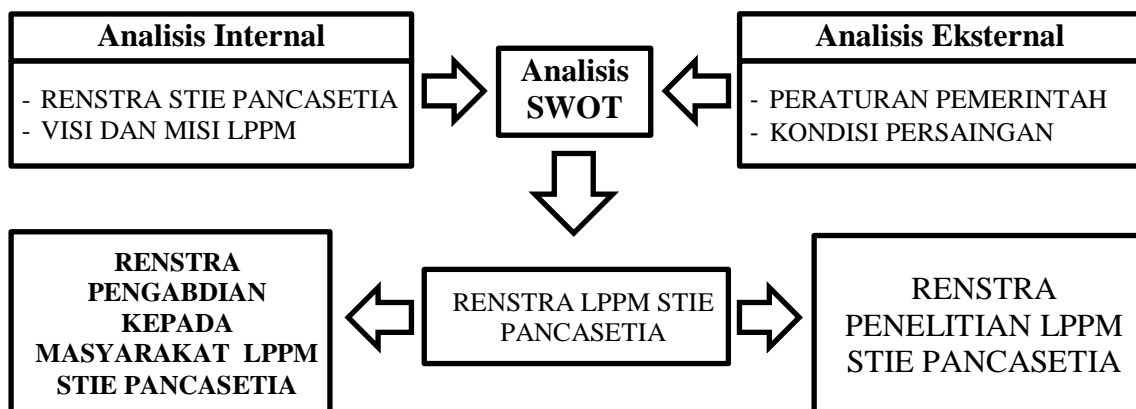 Analisis Internal
- RENSTRA STIE PANCASETIA
- VISI DAN MISI LPPM
Analisis
SWOT
Analisis Eksternal
- PERATURAN PEMERINTAH
- KONDISI PERSAINGAN
RENSTRA
PENGABDIAN
KEPADA
MASYARAKAT LPPM
STIE PANCASETIA
RENSTRA LPPM STIE
PANCASETIA
RENSTRA
PENELITIAN LPPM
STIE PANCASETIA